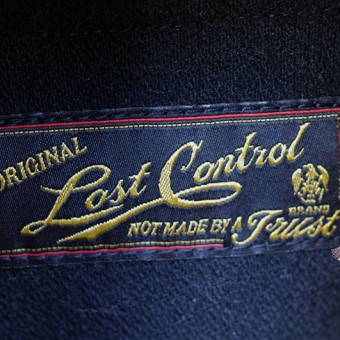 ORIGINAL
Lost Control
BRAND
NOT MADE BY A Trust